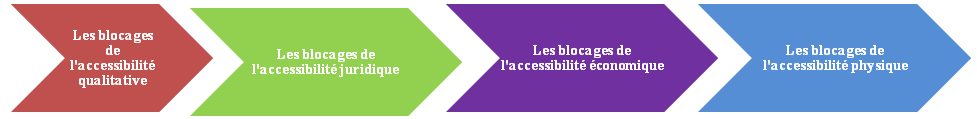 Les blocages
de
l'accessibilité
qualitative
Les blocages de
l'accessibilité juridique
Les blocages de
l'accessibilité économique
Les blocages de
l'accessibilité physique